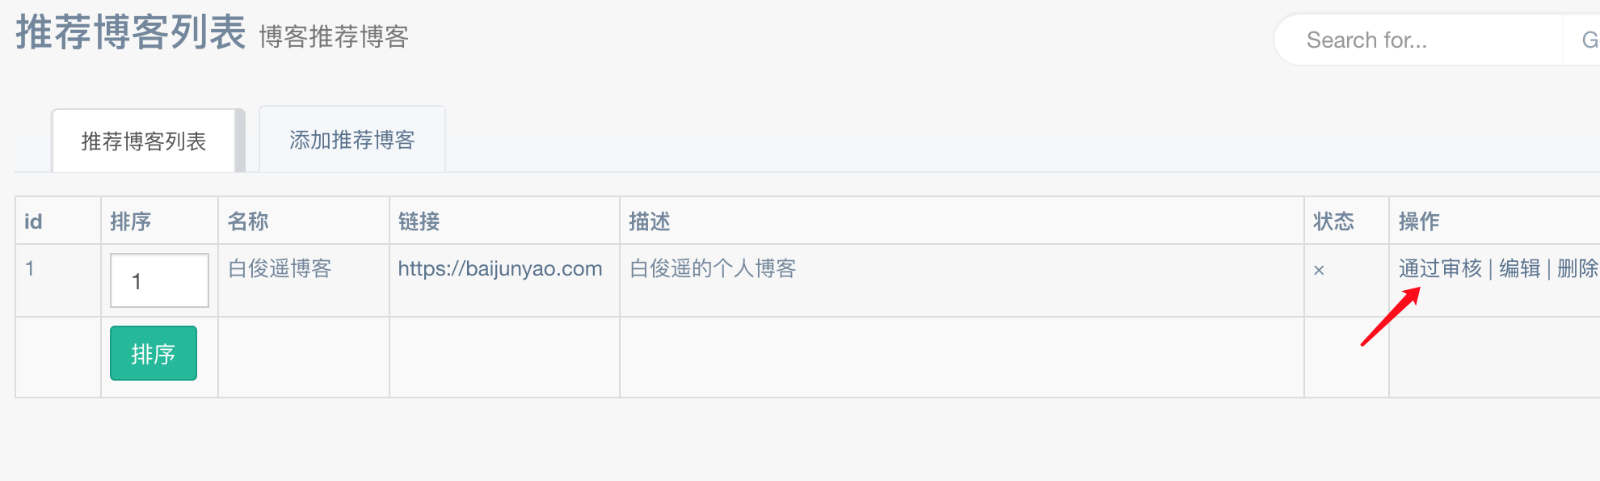 推荐博客列表 博客推荐博客
Search for...
G
推荐博客列表 添加推荐博客
id 排序 名称 链接 描述 状态 操作
1 1 白俊遥博客 https://baijunyao.com 白俊遥的个人博客 × 通过审核 | 编辑 | 删除
排序